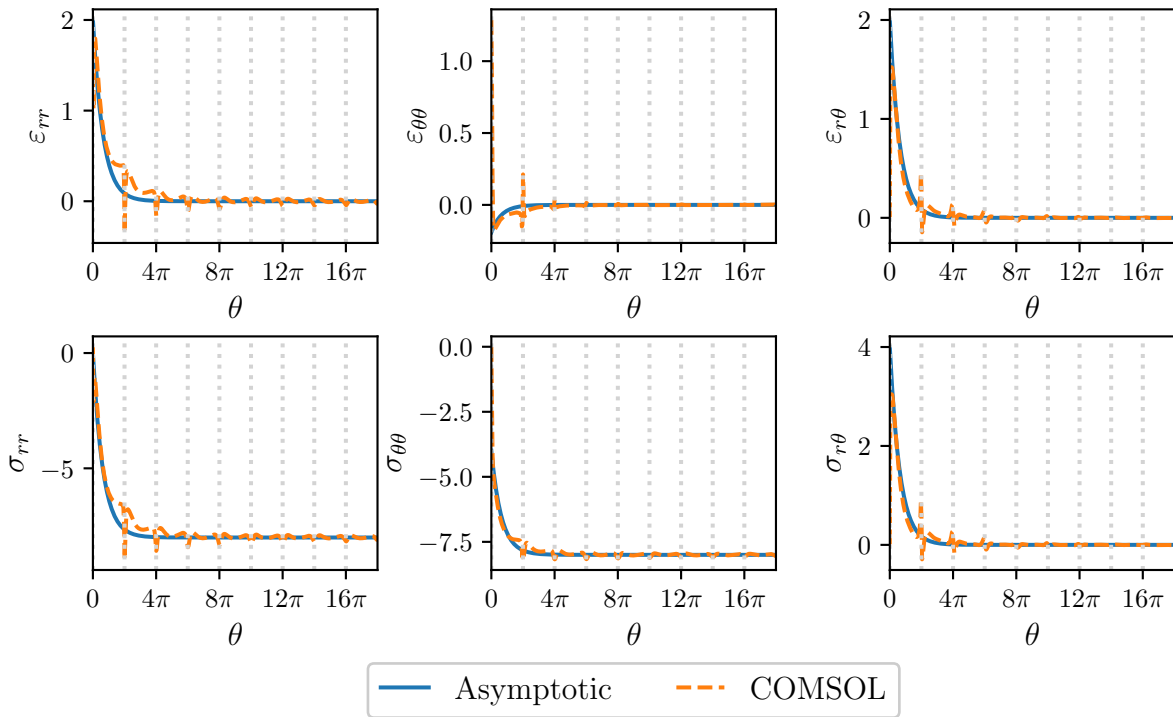 2
1
0
ε_rr
0 4π 8π 12π 16π
θ
1.0
0.5
0.0
ε_θθ
0 4π 8π 12π 16π
θ
2
1
0
ε_rθ
0 4π 8π 12π 16π
θ
0
−5
σ_rr
0 4π 8π 12π 16π
θ
0.0
−2.5
−5.0
−7.5
σ_θθ
0 4π 8π 12π 16π
θ
4
2
0
σ_rθ
0 4π 8π 12π 16π
θ
Asymptotic COMSOL